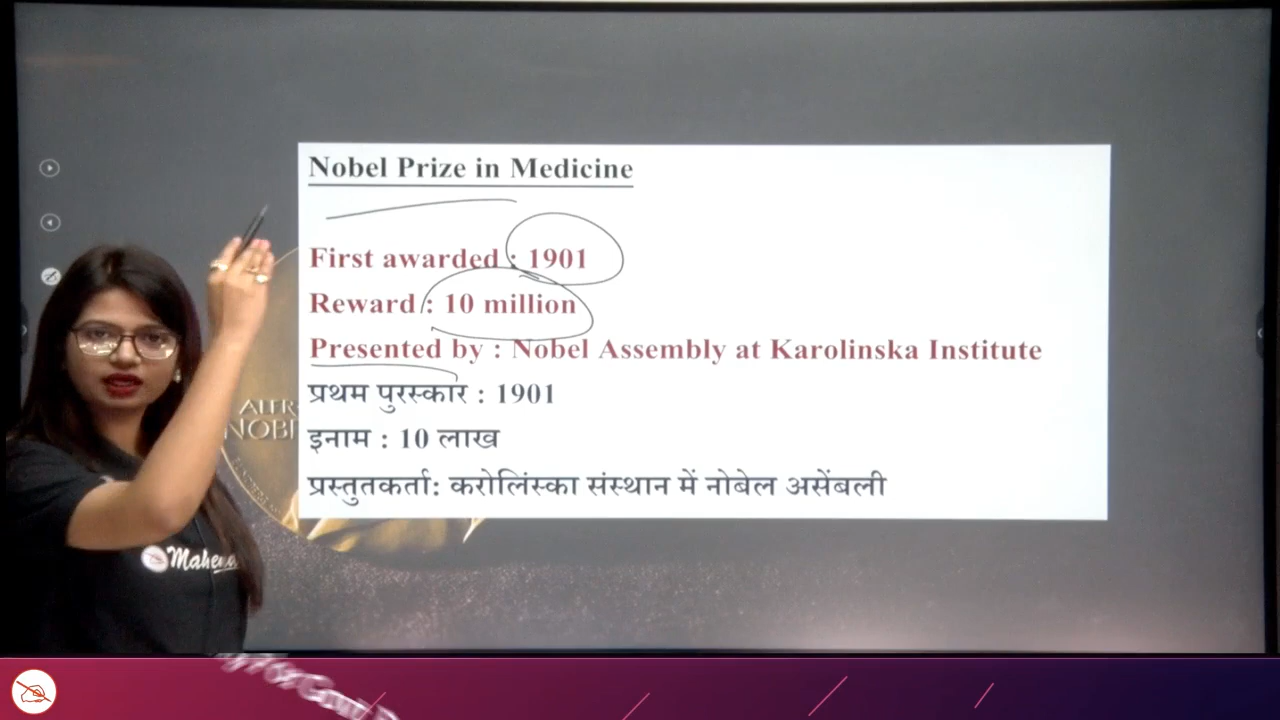 Nobel Prize in Medicine
First awarded : 1901
Reward : 10 million
Presented by : Nobel Assembly at Karolinska Institute
प्रथम पुरस्कार : 1901
इनाम : 10 लाख
प्रस्तुतकर्ता: करोलिंस्का संस्थान में नोबेल असेंबली